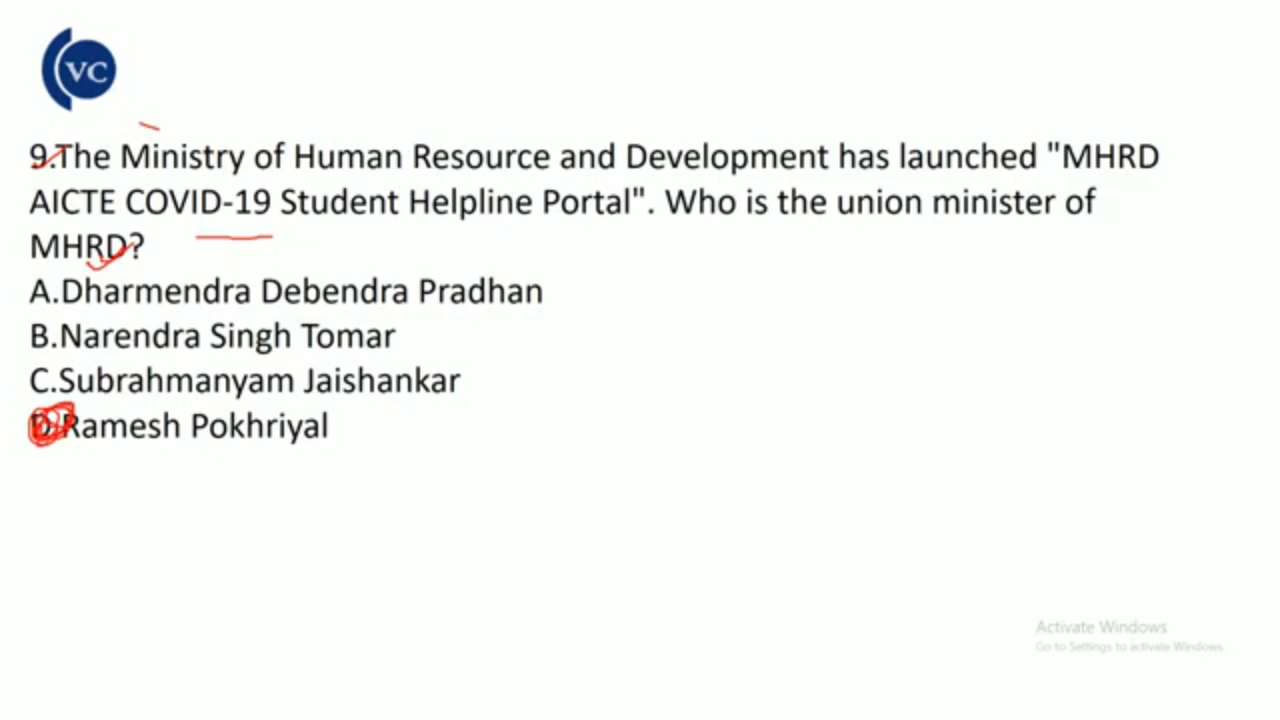 VC
9.The Ministry of Human Resource and Development has launched "MHRD
AICTE COVID-19 Student Helpline Portal". Who is the union minister of
MHRD?
A.Dharmendra Debendra Pradhan
B.Narendra Singh Tomar
C.Subrahmanyam Jaishankar
D.Ramesh Pokhriyal
Activate Windows
Go to Settings to activate Windows.